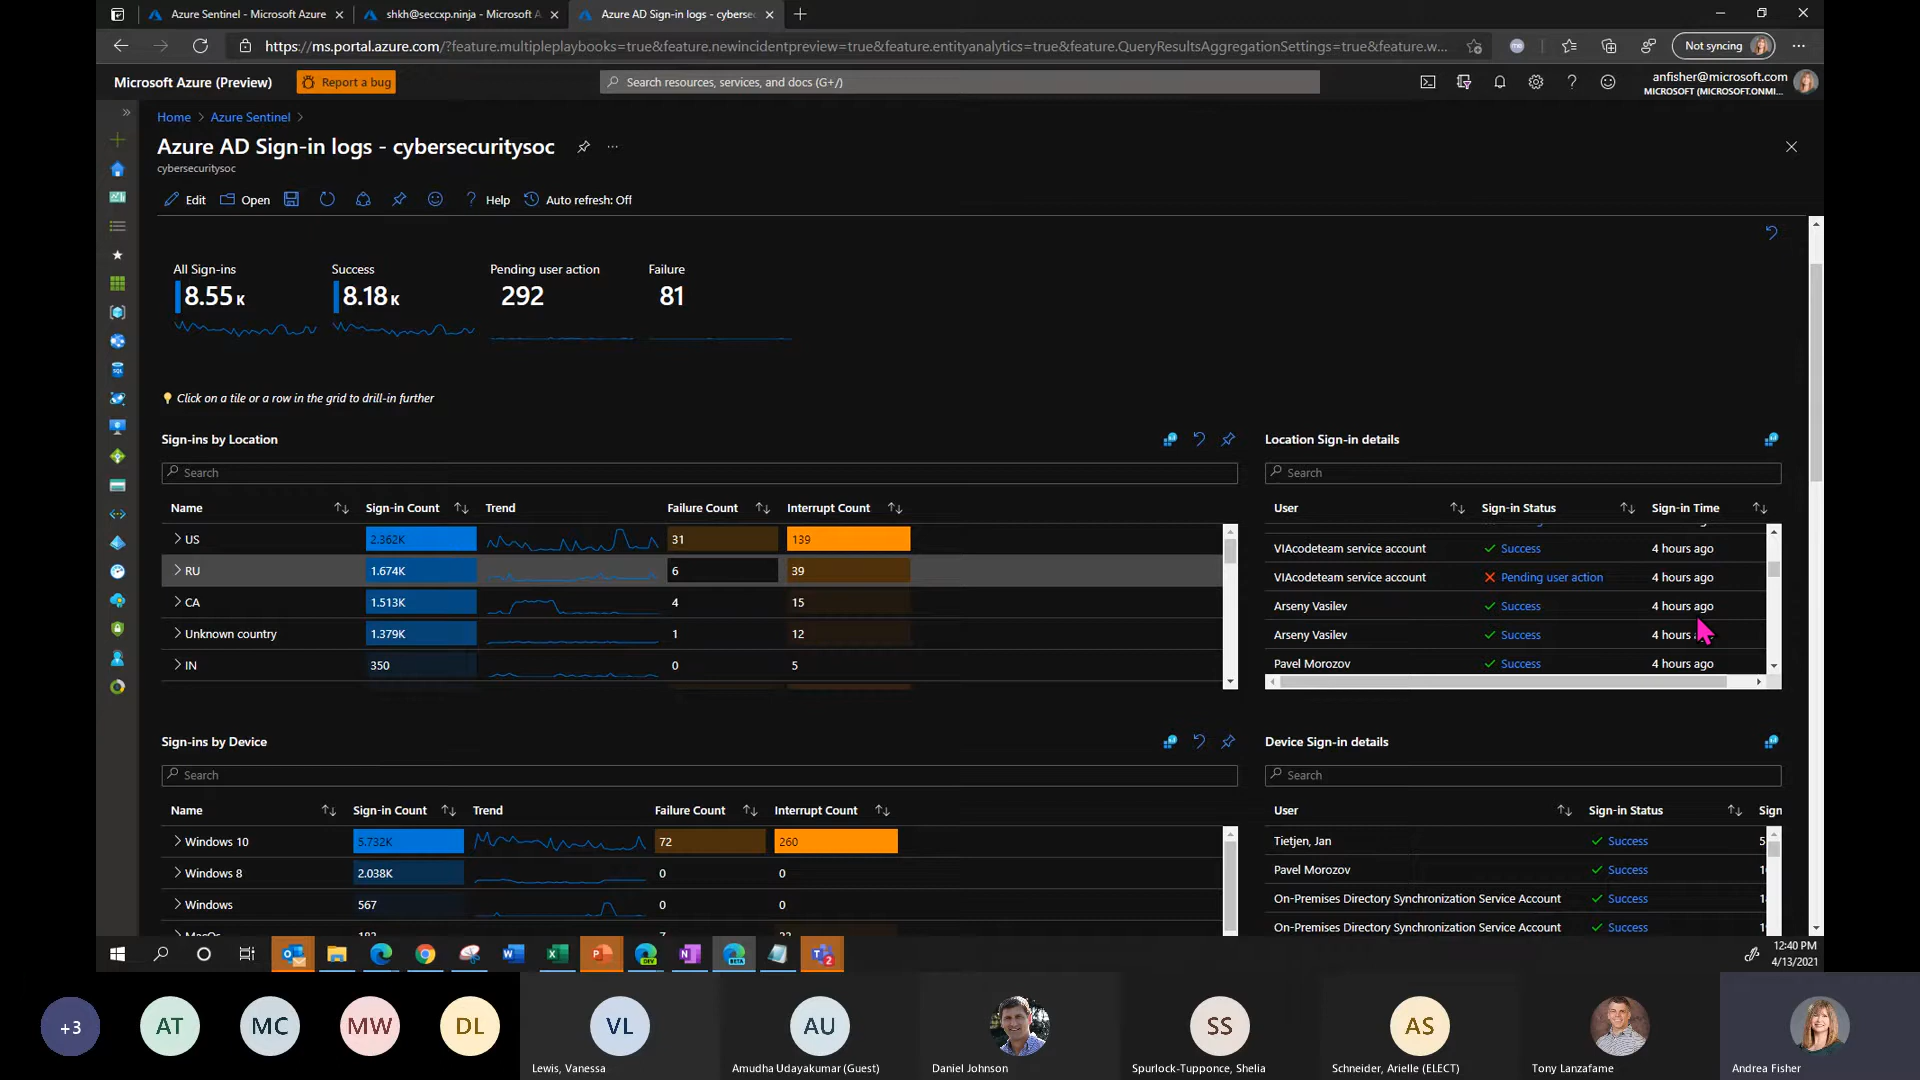 Azure Sentinel - Microsoft Azure
shkh@seccxp.ninja - Microsoft A
Azure AD Sign-in logs - cyberse
https://ms.portal.azure.com/?feature.multipleplaybooks=true&feature.newincidentpreview=true&feature.entityanalytics=true&feature.QueryResultsAggregationSettings=true&feature.w...
Not syncing
Microsoft Azure (Preview)
Report a bug
Search resources, services, and docs (G+/)
anfisher@microsoft.com
MICROSOFT (MICROSOFT.ONMI...
Home > Azure Sentinel >
Azure AD Sign-in logs - cybersecuritysoc
cybersecuritysoc
Edit Open Help Auto refresh: Off
All Sign-ins Success Pending user action Failure
8.55 K 8.18 K 292 81
Click on a tile or a row in the grid to drill-in further
Sign-ins by Location
Search
Name Sign-in Count Trend Failure Count Interrupt Count
US 2.362K 31 139
RU 1.674K 6 39
CA 1.513K 4 15
Unknown country 1.379K 1 12
IN 350 0 5
Location Sign-in details
Search
User Sign-in Status Sign-in Time
VIAcodeteam service account Success 4 hours ago
VIAcodeteam service account Pending user action 4 hours ago
Arseny Vasilev Success 4 hours ago
Arseny Vasilev Success 4 hours
Pavel Morozov Success 4 hours ago
Sign-ins by Device
Search
Name Sign-in Count Trend Failure Count Interrupt Count
Windows 10 5.732K 72 260
Windows 8 2.038K 0 0
Windows 567 0 0
MacOs
Device Sign-in details
Search
User Sign-in Status Sign
Tietjen, Jan Success 5
Pavel Morozov Success
On-Premises Directory Synchronization Service Account Success
On-Premises Directory Synchronization Service Account Success
12:40 PM
4/13/2021
+3
AT
MC
MW
DL
VL
Lewis, Vanessa
AU
Amudha Udayakumar (Guest)
Daniel Johnson
SS
Spurlock-Tupponce, Shelia
AS
Schneider, Arielle (ELECT)
Tony Lanzafame
Andrea Fisher